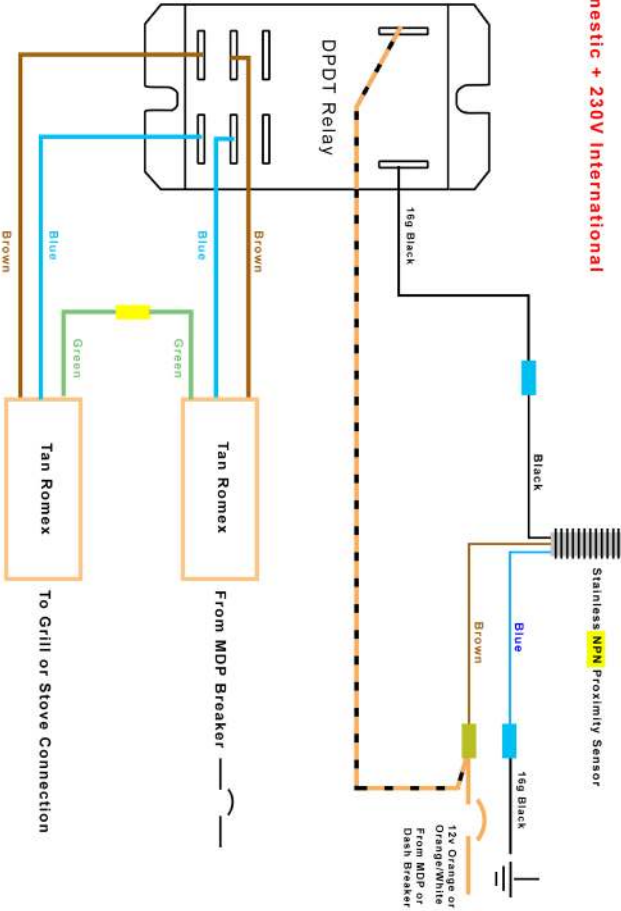 nestic + 230V International
Stainless NPN Proximity Sensor
DPDT Relay
16g Black
Black
Blue
Brown
16g Black
12v Orange or
Orange/White
From MDP or
Dash Breaker
Brown
Blue
Green
Tan Romex
From MDP Breaker
Green
Blue
Brown
Tan Romex
To Grill or Stove Connection